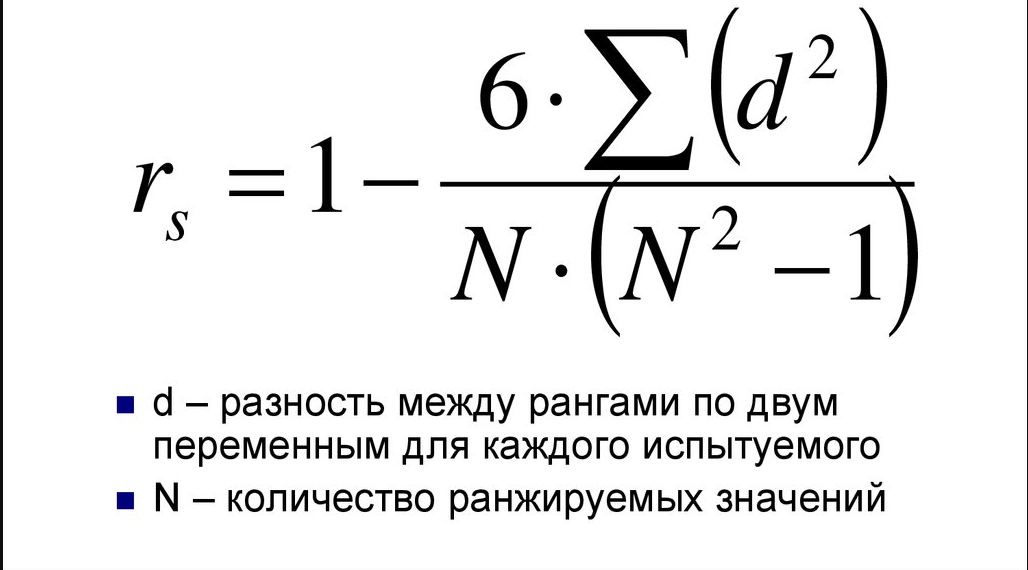 6 · ∑(d²)
r_s = 1 −
N · (N² − 1)
■ d – разность между рангами по двум
переменным для каждого испытуемого
■ N – количество ранжируемых значений